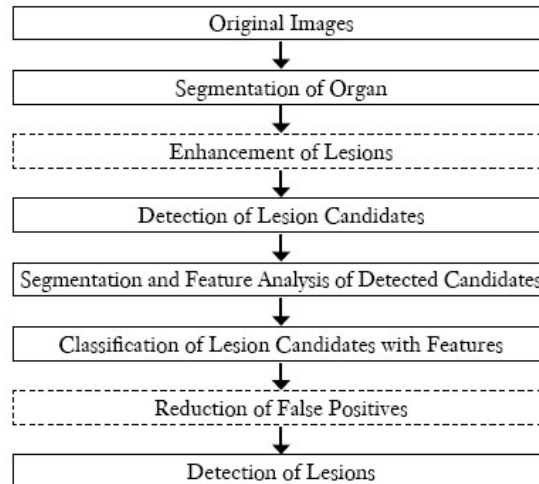 Original Images
Segmentation of Organ
Enhancement of Lesions
Detection of Lesion Candidates
Segmentation and Feature Analysis of Detected Candidates
Classification of Lesion Candidates with Features
Reduction of False Positives
Detection of Lesions